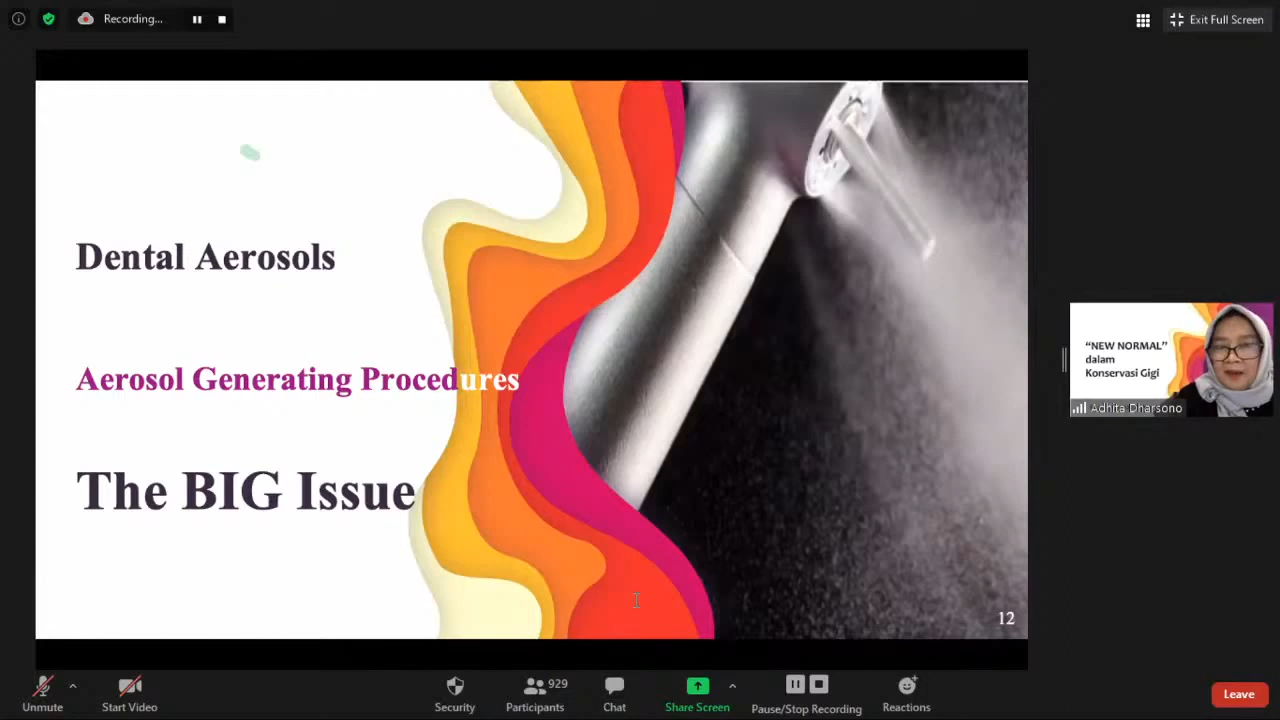 Recording...
Exit Full Screen
Dental Aerosols
Aerosol Generating Procedures
The BIG Issue
12
“NEW NORMAL”
dalam
Konservasi Gigi
Adhita Dharsono
Unmute
Start Video
Security
Participants
929
Chat
Share Screen
Pause/Stop Recording
Reactions
Leave